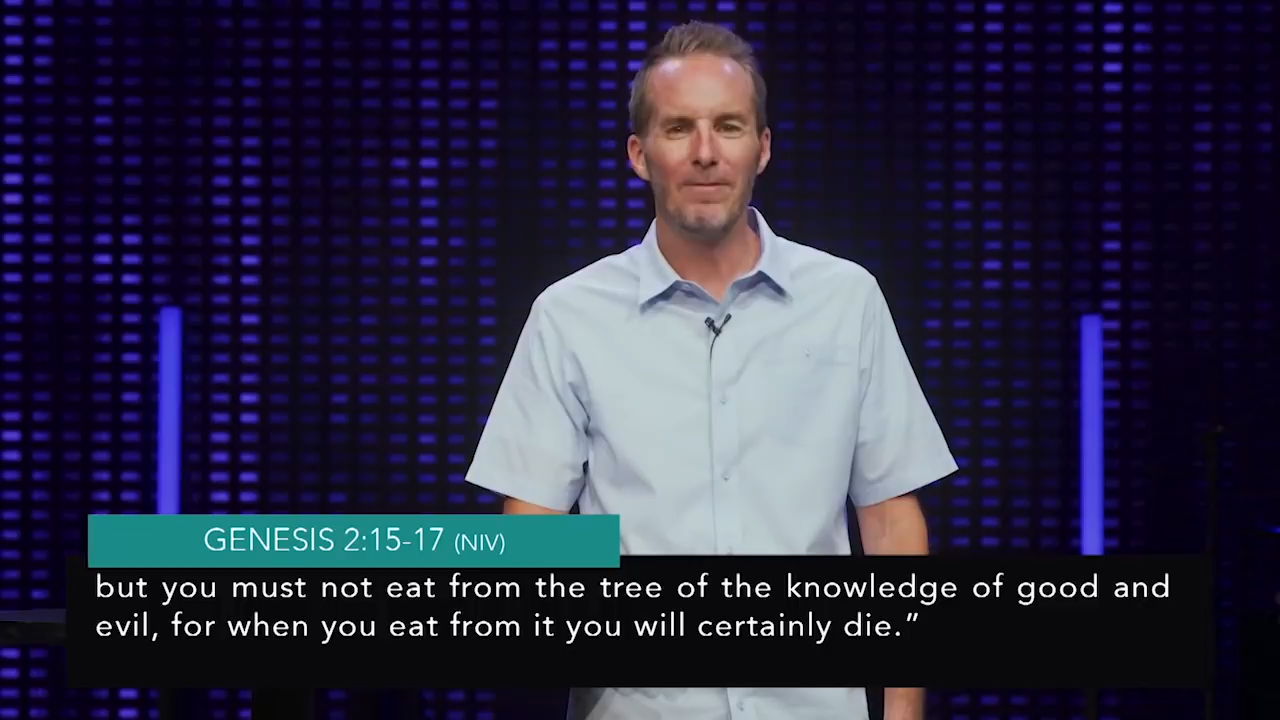 GENESIS 2:15-17 (NIV)
but you must not eat from the tree of the knowledge of good and
evil, for when you eat from it you will certainly die.”